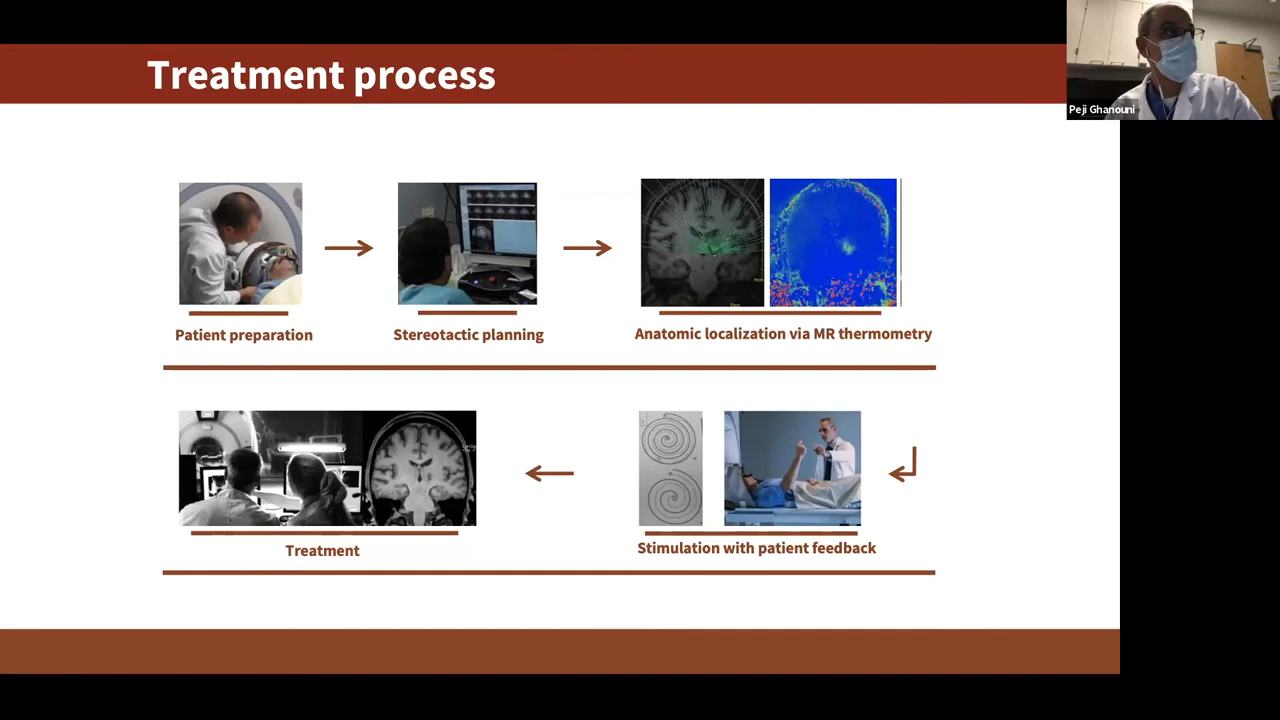 Treatment process
Peji Ghanouni
Patient preparation
Stereotactic planning
Anatomic localization via MR thermometry
Treatment
Stimulation with patient feedback